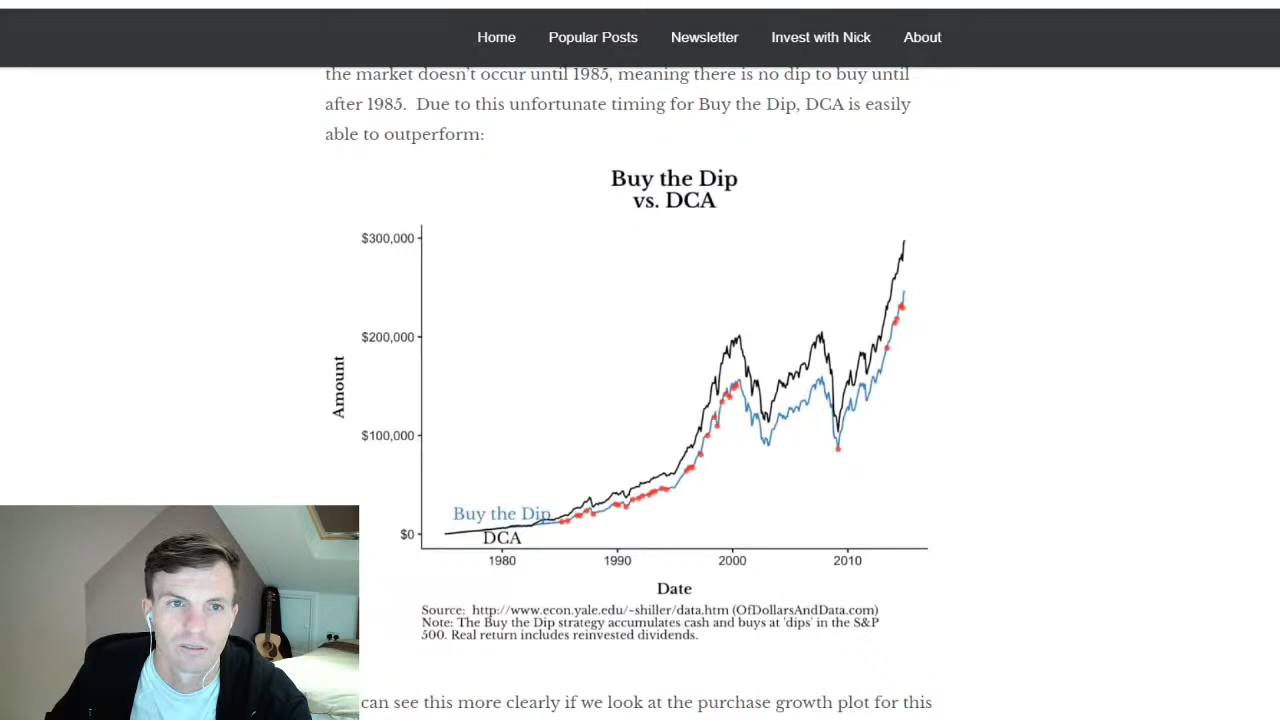 Home Popular Posts Newsletter Invest with Nick About
the market doesn't occur until 1985, meaning there is no dip to buy until
after 1985. Due to this unfortunate timing for Buy the Dip, DCA is easily
able to outperform:
Buy the Dip
vs. DCA
$300,000
$200,000
$100,000
$0
Amount
Buy the Dip
DCA
1980 1990 2000 2010
Date
Source: http://www.econ.yale.edu/~shiller/data.htm (OfDollarsAndData.com)
Note: The Buy the Dip strategy accumulates cash and buys at 'dips' in the S&P
500. Real return includes reinvested dividends.
can see this more clearly if we look at the purchase growth plot for this